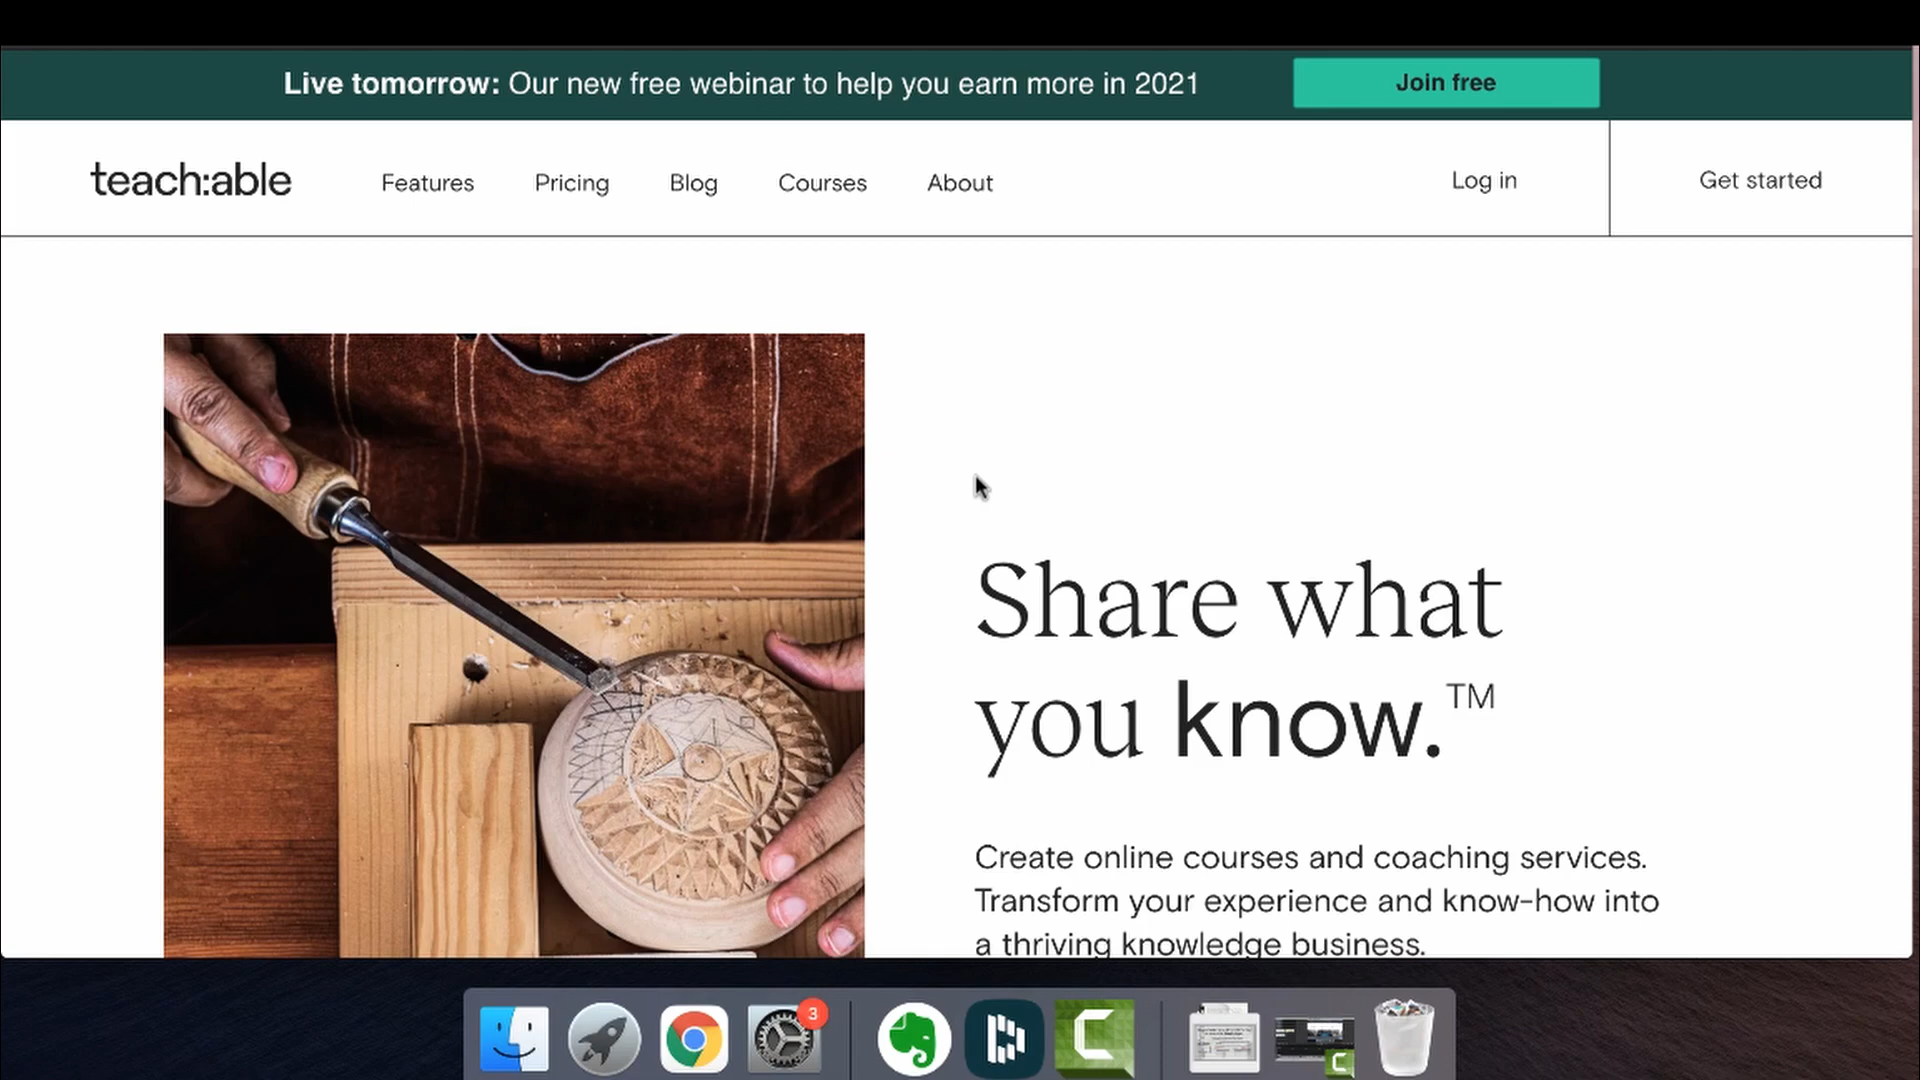 Live tomorrow: Our new free webinar to help you earn more in 2021
Join free
teach:able
Features
Pricing
Blog
Courses
About
Log in
Get started
Share what
you know.™
Create online courses and coaching services.
Transform your experience and know-how into
a thriving knowledge business.
3